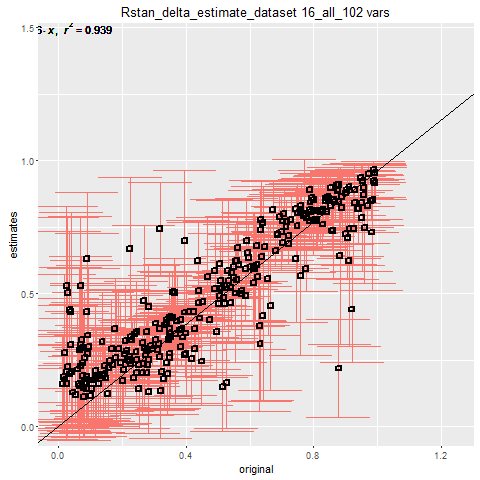 Rstan_delta_estimate_dataset 16_all_102 vars
· x, r² = 0.939
1.5
1.0
0.5
0.0
estimates
0.0 0.4 0.8 1.2
original